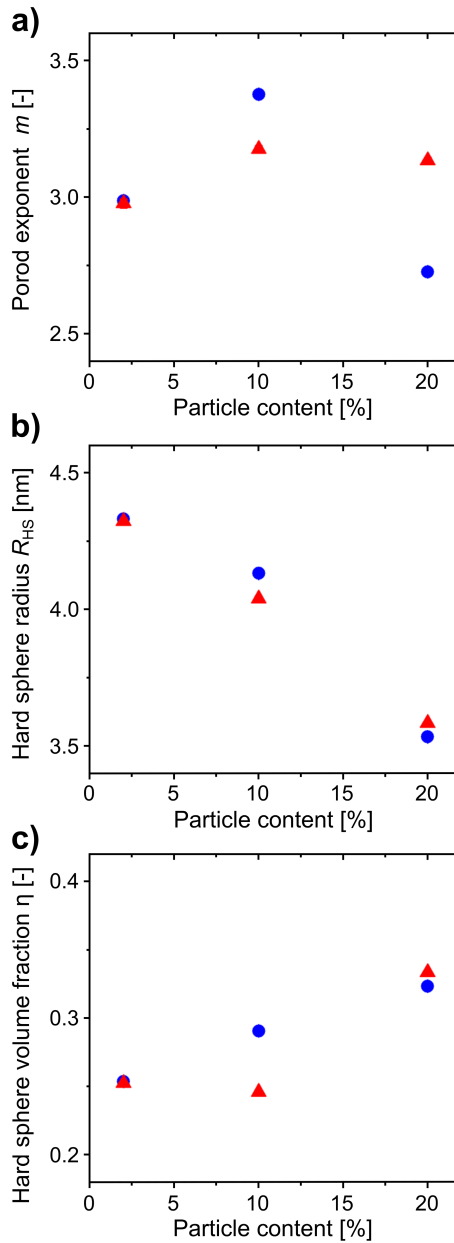 a)
Porod exponent m [-]
3.5
3.0
2.5
0 5 10 15 20
Particle content [%]
b)
Hard sphere radius RHS [nm]
4.5
4.0
3.5
0 5 10 15 20
Particle content [%]
c)
Hard sphere volume fraction η [-]
0.4
0.3
0.2
0 5 10 15 20
Particle content [%]